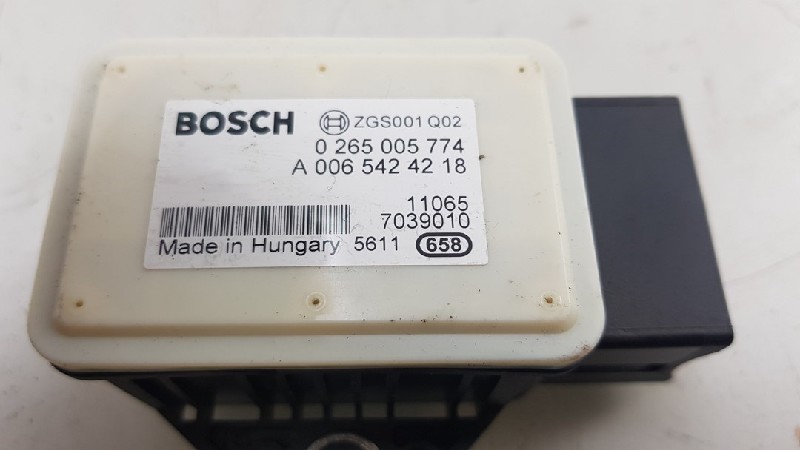 BOSCH ZGS001 Q02
0 265 005 774
A 006 542 42 18
11065
7039010
Made in Hungary 5611 658